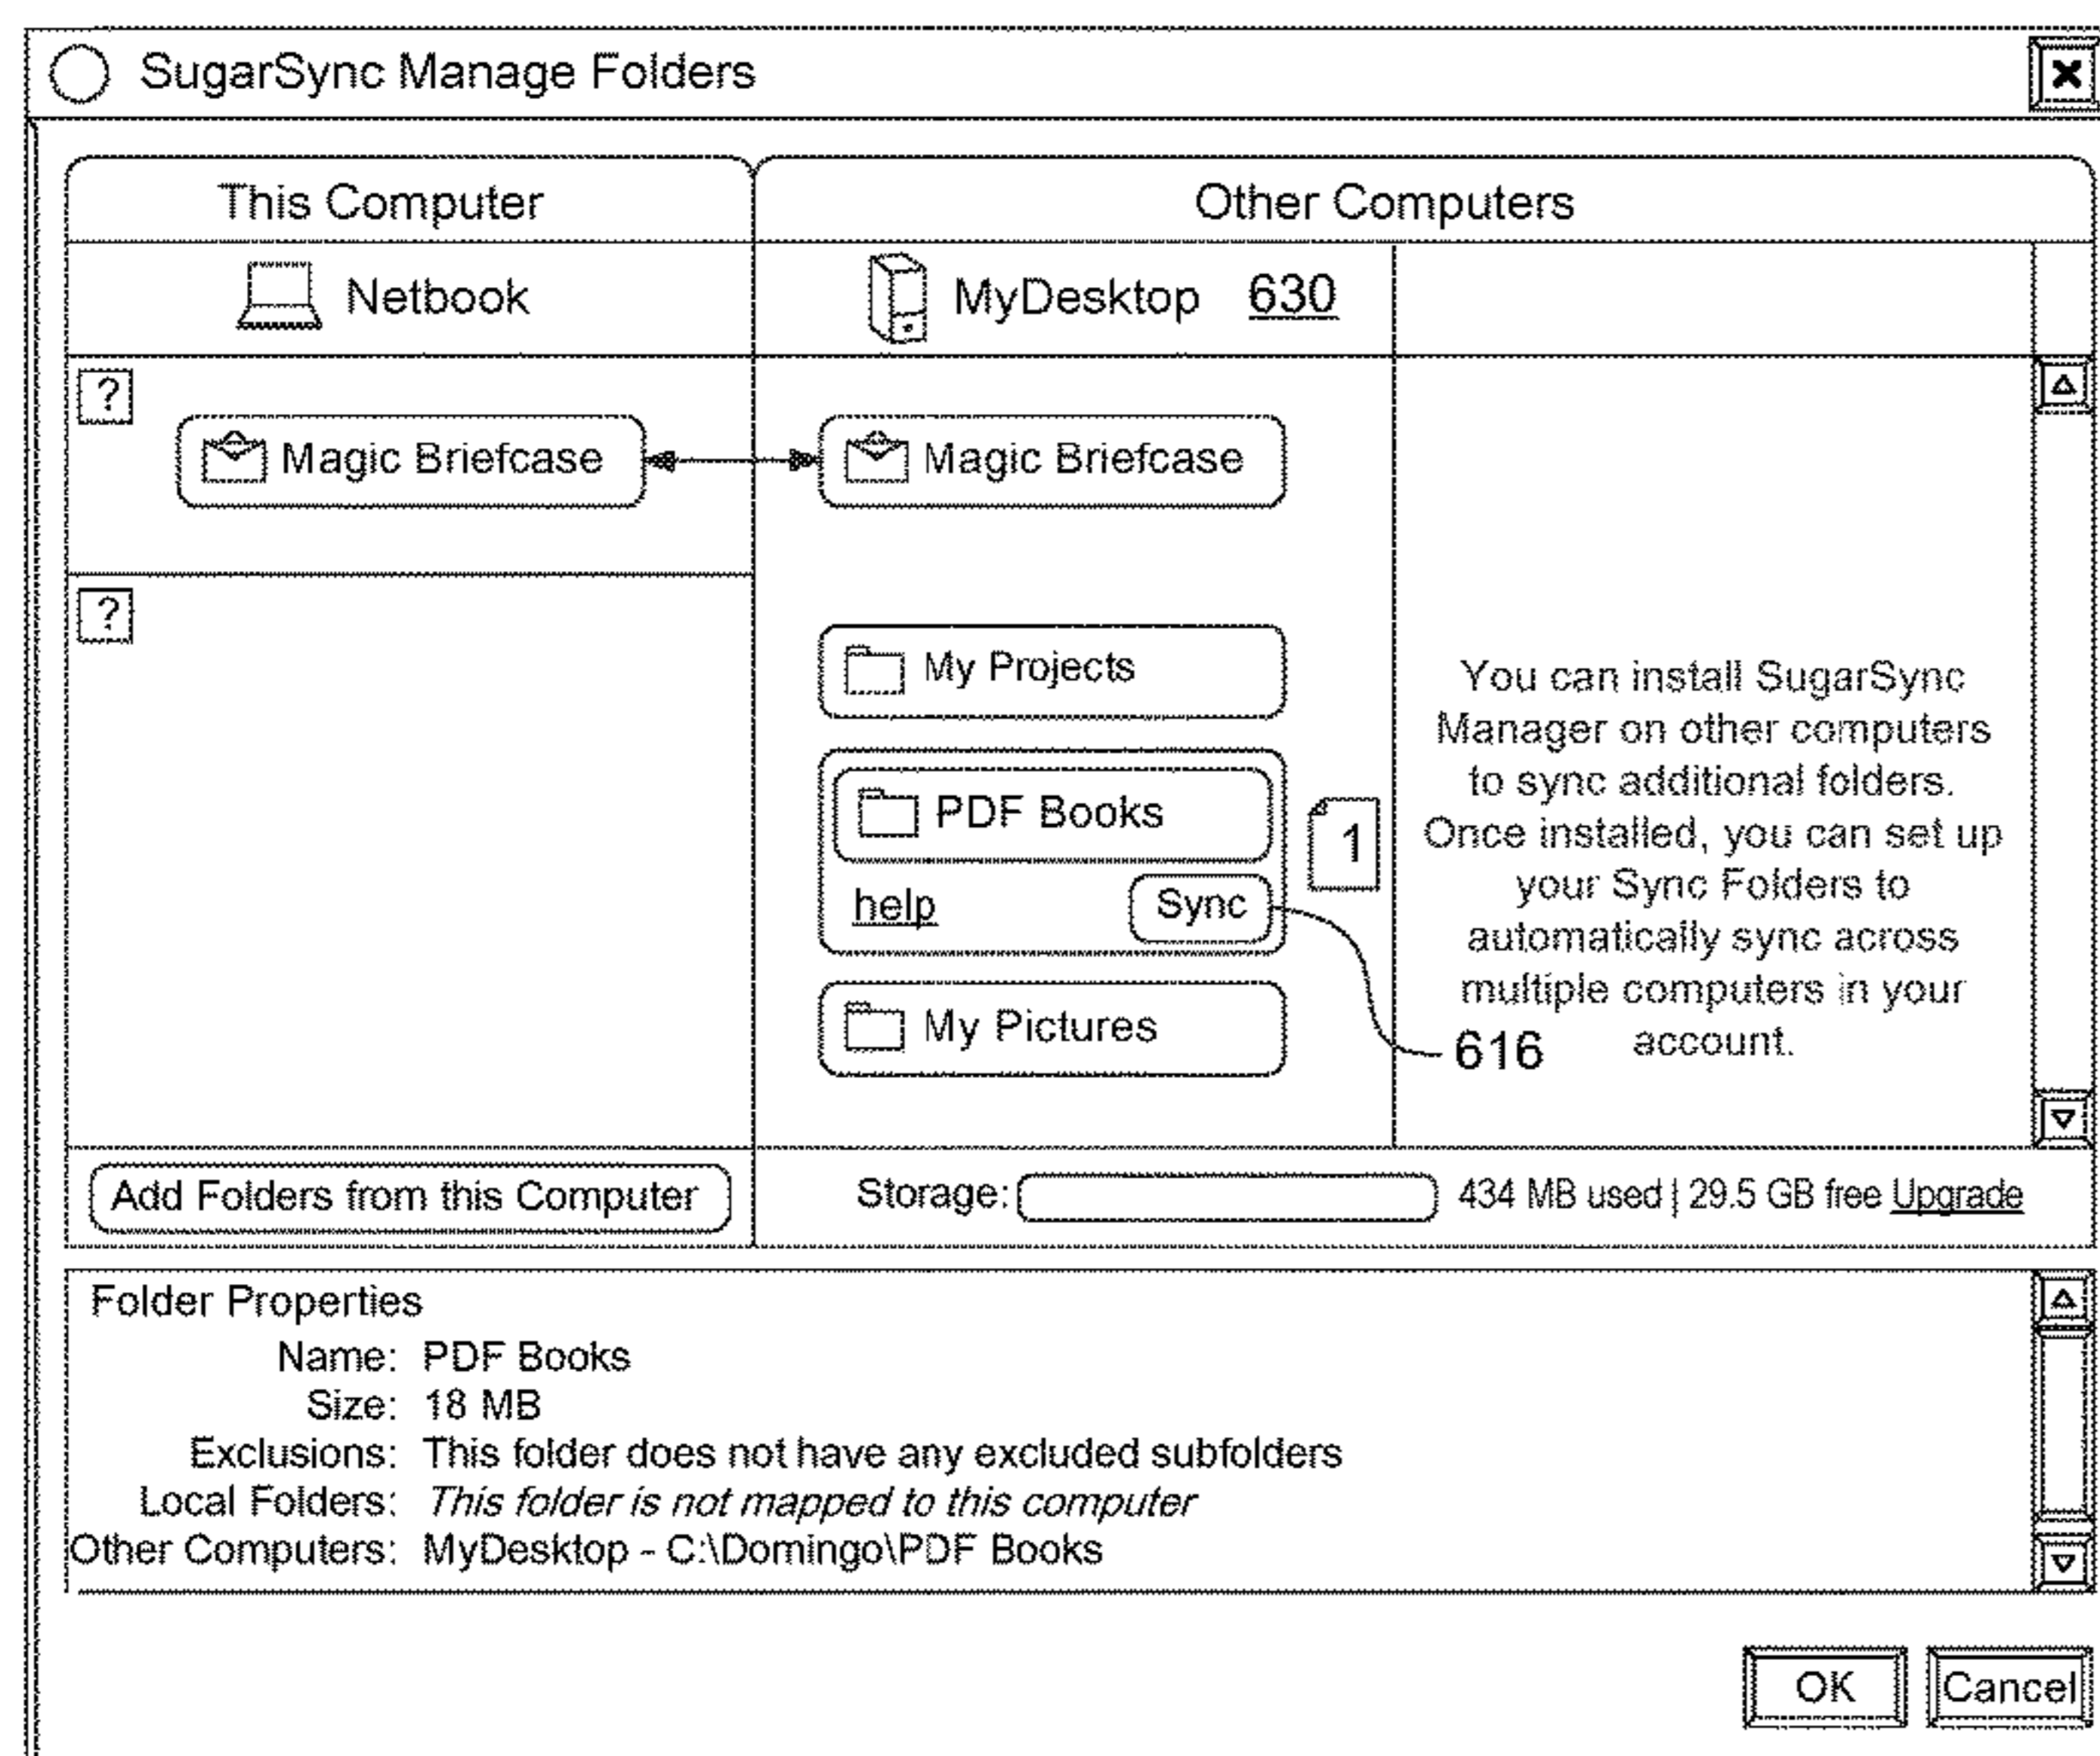 SugarSync Manage Folders
This Computer
Other Computers
Netbook
MyDesktop 630
?
Magic Briefcase
Magic Briefcase
?
My Projects
PDF Books
1
help
Sync
My Pictures
616
You can install SugarSync
Manager on other computers
to sync additional folders.
Once installed, you can set up
your Sync Folders to
automatically sync across
multiple computers in your
account.
Add Folders from this Computer
Storage: 434 MB used | 29.5 GB free Upgrade
Folder Properties
Name: PDF Books
Size: 18 MB
Exclusions: This folder does not have any excluded subfolders
Local Folders: This folder is not mapped to this computer
Other Computers: MyDesktop - C:\Domingo\PDF Books
OK
Cancel